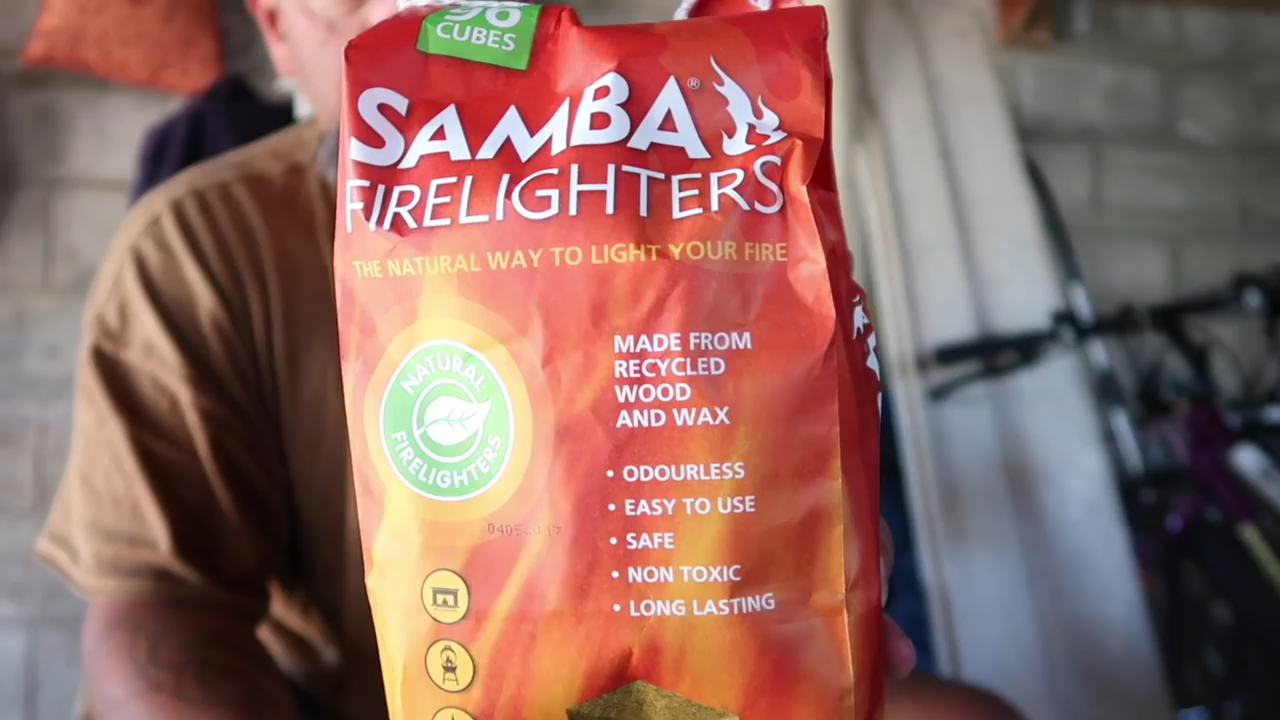 CUBES
SAMBA®
FIRELIGHTERS
THE NATURAL WAY TO LIGHT YOUR FIRE
NATURAL
FIRELIGHTERS
MADE FROM
RECYCLED
WOOD
AND WAX
• ODOURLESS
• EASY TO USE
• SAFE
• NON TOXIC
• LONG LASTING